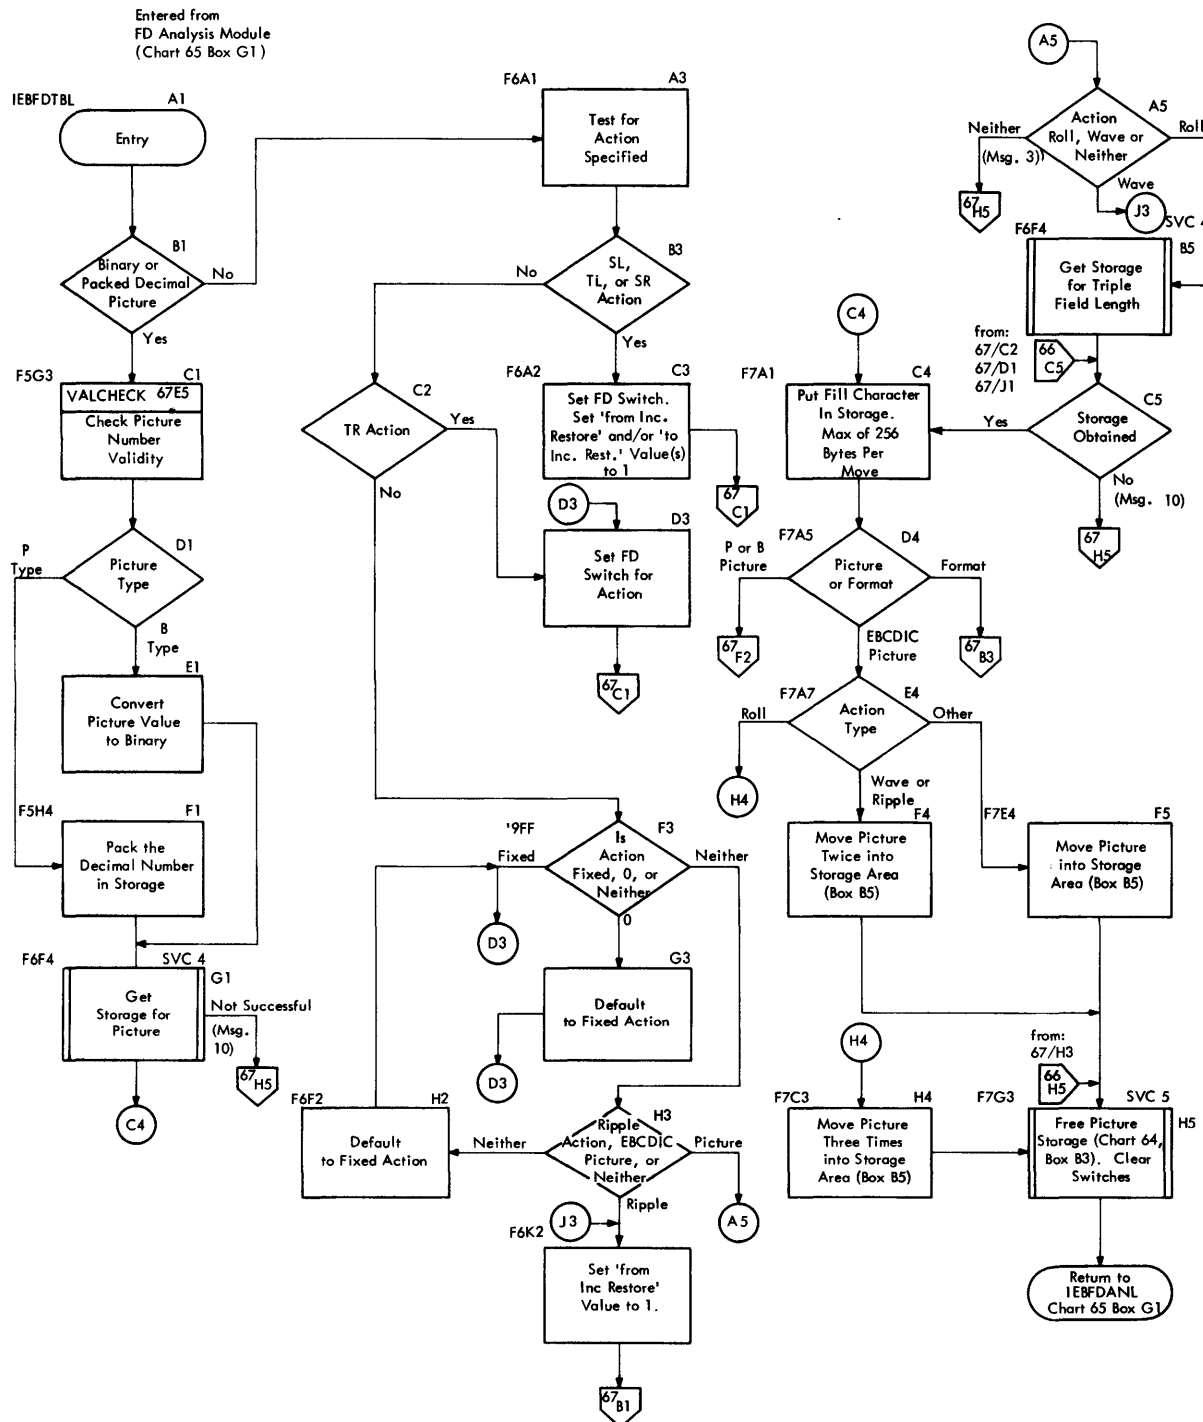 Entered from
FD Analysis Module
(Chart 65 Box G1)
IEBFDTBL
A1
Entry
B1
Binary or
Packed Decimal
Picture
No
Yes
F5G3
C1
VALCHECK 67E5
Check Picture
Number
Validity
D1
P
Type
Picture
Type
B
Type
E1
Convert
Picture Value
to Binary
F5H4
F1
Pack the
Decimal Number
in Storage
F6F4
SVC 4
G1
Get
Storage for
Picture
Not Successful
(Msg.
10)
67
H5
C4
F6A1
A3
Test for
Action
Specified
B3
SL,
TL, or SR
Action
No
Yes
C2
TR Action
Yes
No
F6A2
C3
Set FD Switch.
Set 'from Inc.
Restore' and/or 'to
Inc. Rest.' Value(s)
to 1
67
C1
D3
D3
Set FD
Switch for
Action
67
C1
'9FF
F3
Is
Action
Fixed, 0, or
Neither
Fixed
Neither
0
D3
G3
Default
to Fixed Action
D3
F6F2
H2
Default
to Fixed Action
H3
Ripple
Action, EBCDIC
Picture, or
Neither
Neither
Picture
Ripple
A5
J3
F6K2
Set 'from
Inc Restore'
Value to 1.
67
B1
A5
A5
Action
Roll, Wave or
Neither
Neither
(Msg. 3))
Roll
Wave
67
H5
J3
SVC 4
F6F4
B5
Get Storage
for Triple
Field Length
from:
67/C2
67/D1
67/J1
66
C5
C5
Storage
Obtained
Yes
No
(Msg. 10)
67
H5
C4
F7A1
C4
Put Fill Character
In Storage.
Max of 256
Bytes Per
Move
F7A5
D4
P or B
Picture
Picture
or Format
Format
67
F2
67
B3
EBCDIC
Picture
F7A7
E4
Roll
Action
Type
Other
H4
Wave or
Ripple
F4
Move Picture
Twice into
Storage Area
(Box B5)
F7E4
F5
Move Picture
into Storage
Area (Box B5)
H4
F7C3
H4
Move Picture
Three Times
into Storage
Area (Box B5)
from:
67/H3
66
H5
F7G3
SVC 5
H5
Free Picture
Storage (Chart 64,
Box B3). Clear
Switches
Return to
IEBFDANL
Chart 65 Box G1